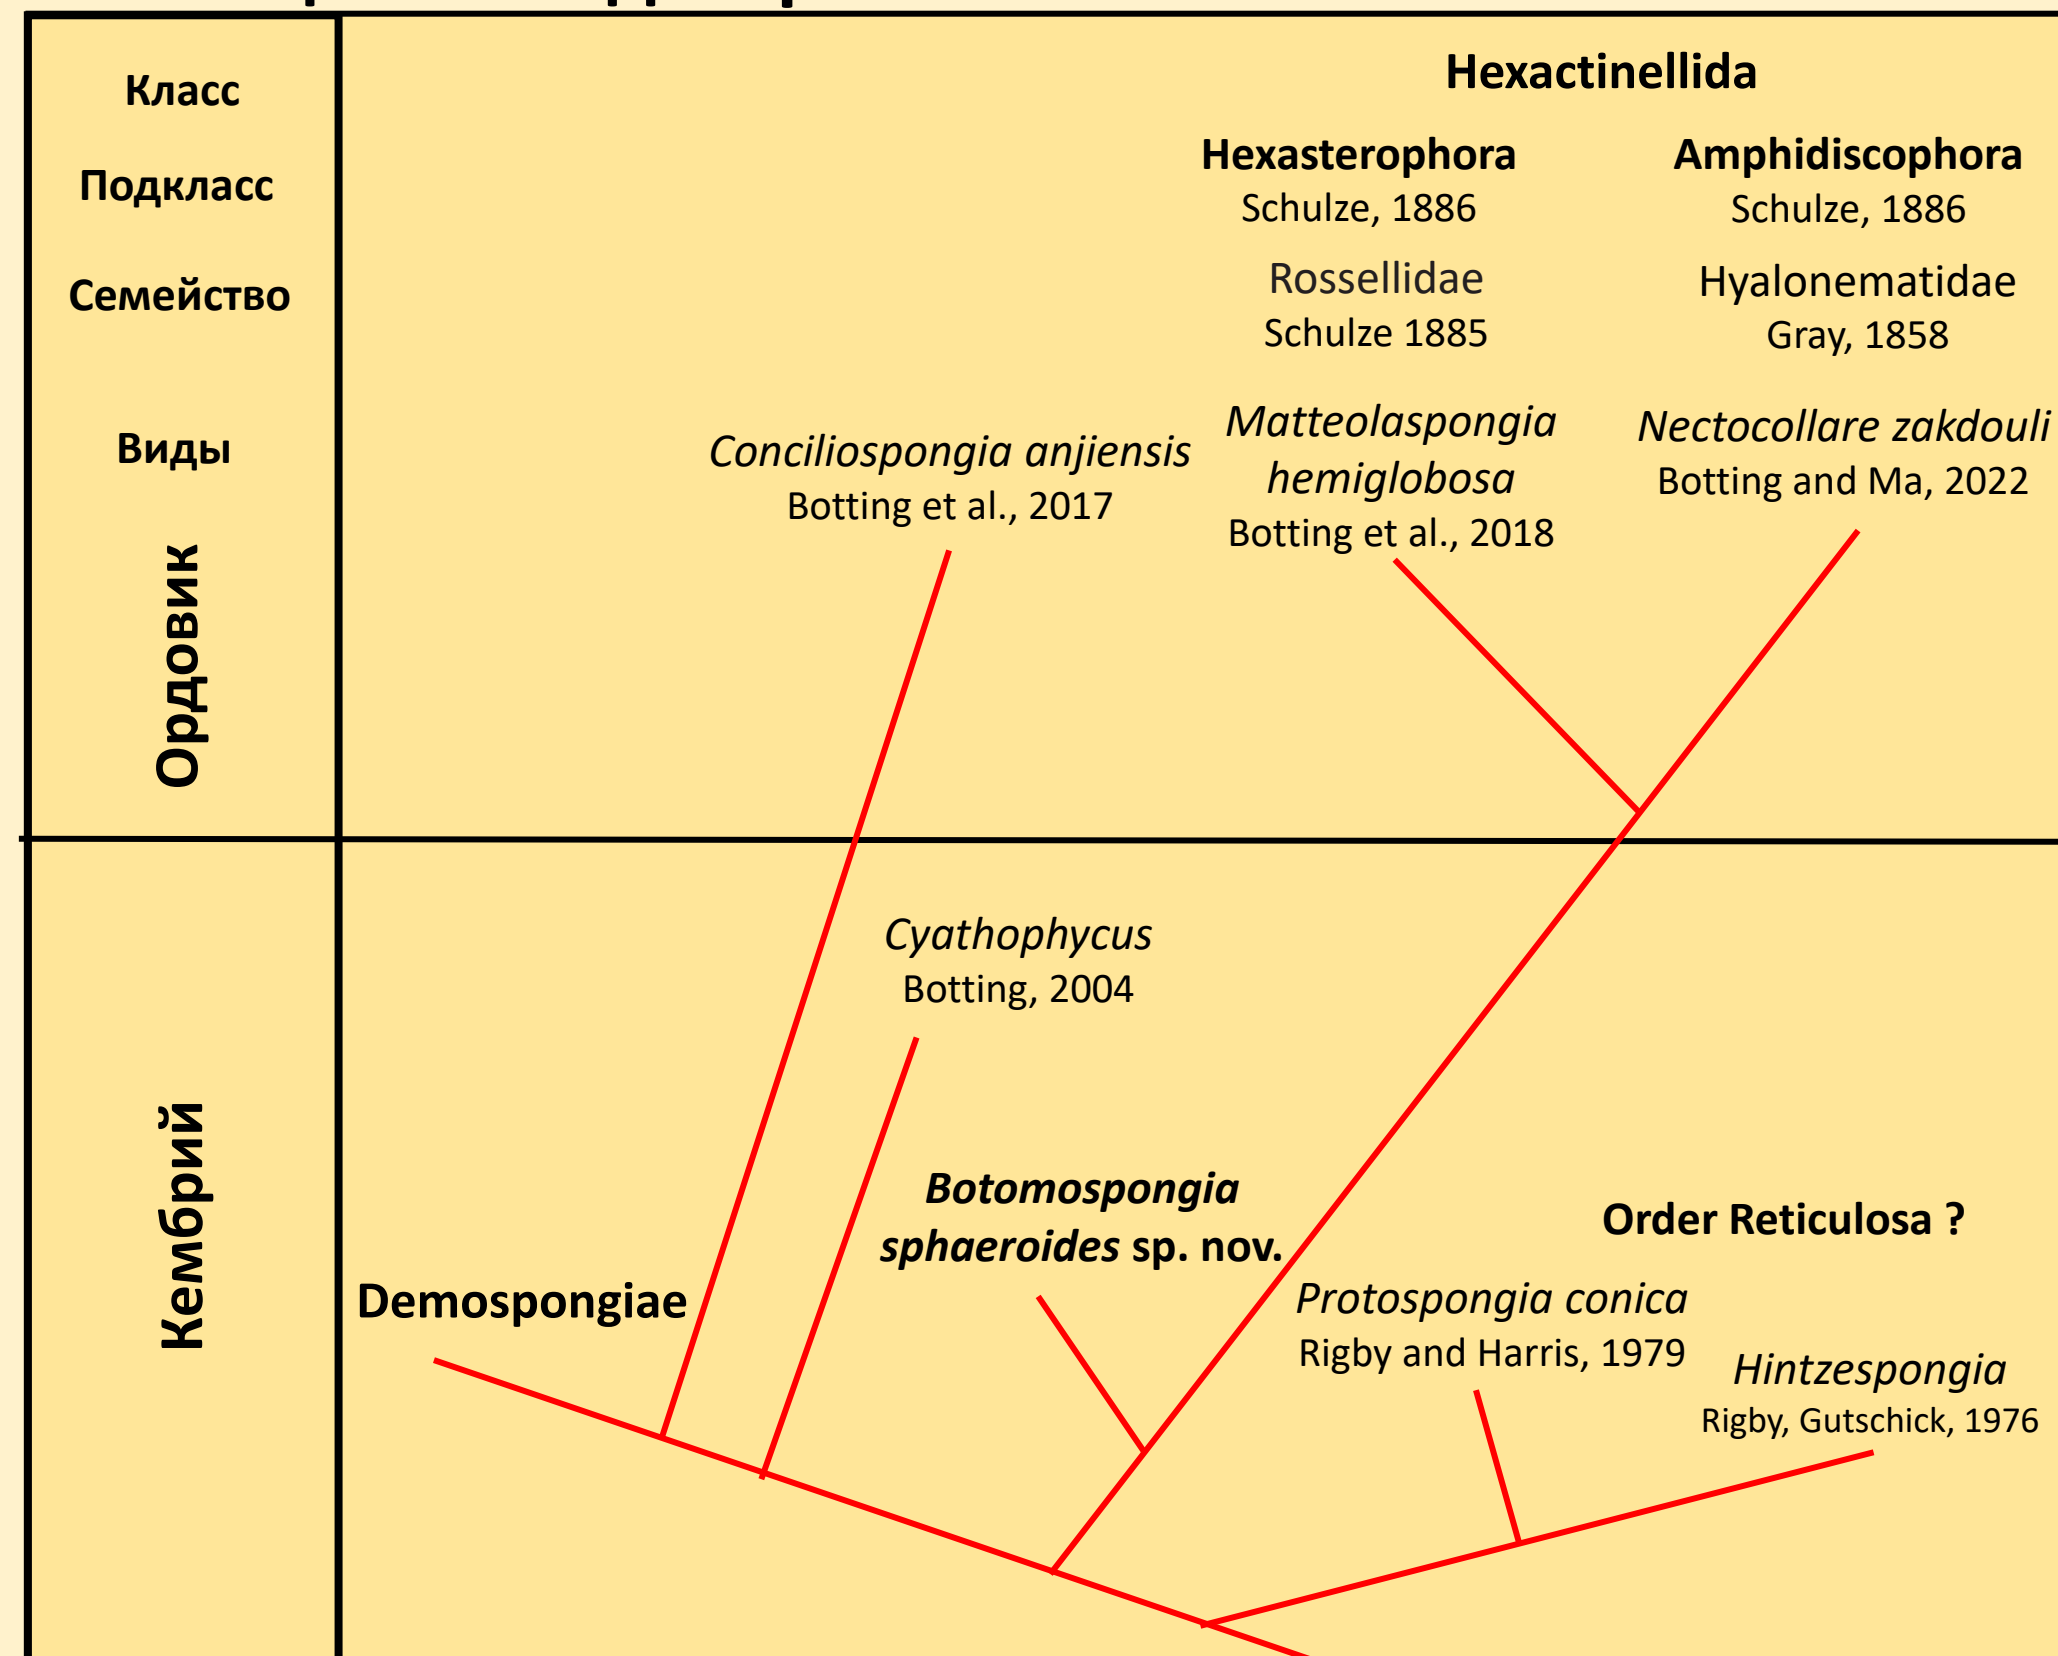 Класс
Hexactinellida
Подкласс
Hexasterophora
Schulze, 1886
Amphidiscophora
Schulze, 1886
Семейство
Rossellidae
Schulze 1885
Hyalonematidae
Gray, 1858
Виды
Conciliospongia anjiensis
Botting et al., 2017
Matteolaspongia
hemiglobosa
Botting et al., 2018
Nectocollare zakdouli
Botting and Ma, 2022
Ордовик
Кембрий
Cyathophycus
Botting, 2004
Botomospongia
sphaeroides sp. nov.
Demospongiae
Order Reticulosa ?
Protospongia conica
Rigby and Harris, 1979
Hintzespongia
Rigby, Gutschick, 1976